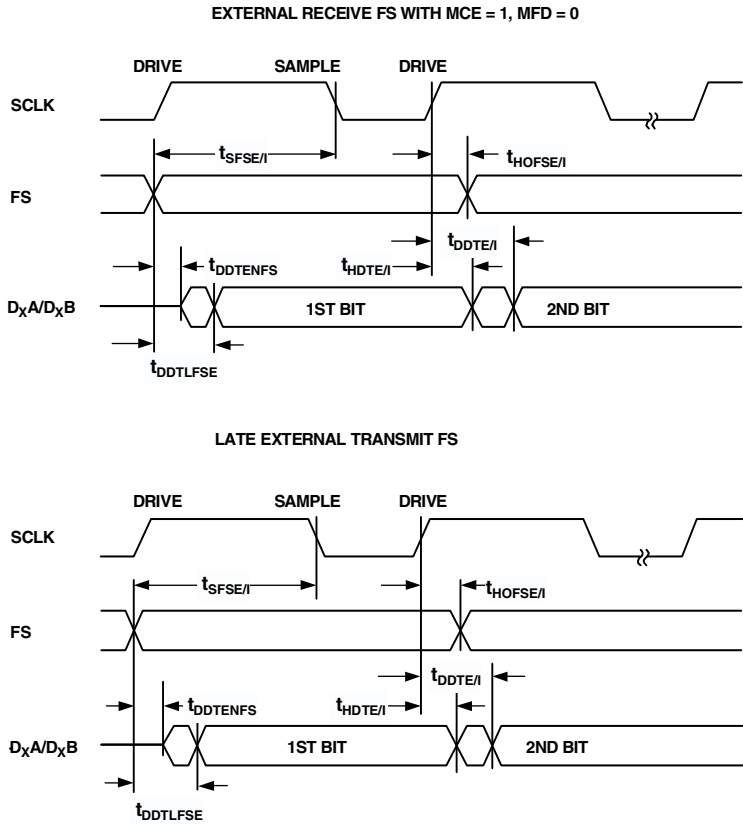 EXTERNAL RECEIVE FS WITH MCE = 1, MFD = 0
DRIVE SAMPLE DRIVE
SCLK
tSFSE/I tHOFSE/I
FS
tDDTE/I
tDDTENFS tHDTE/I
DXA/DXB 1ST BIT 2ND BIT
tDDTLFSE
LATE EXTERNAL TRANSMIT FS
DRIVE SAMPLE DRIVE
SCLK
tSFSE/I tHOFSE/I
FS
tDDTE/I
tDDTENFS tHDTE/I
DXA/DXB 1ST BIT 2ND BIT
tDDTLFSE